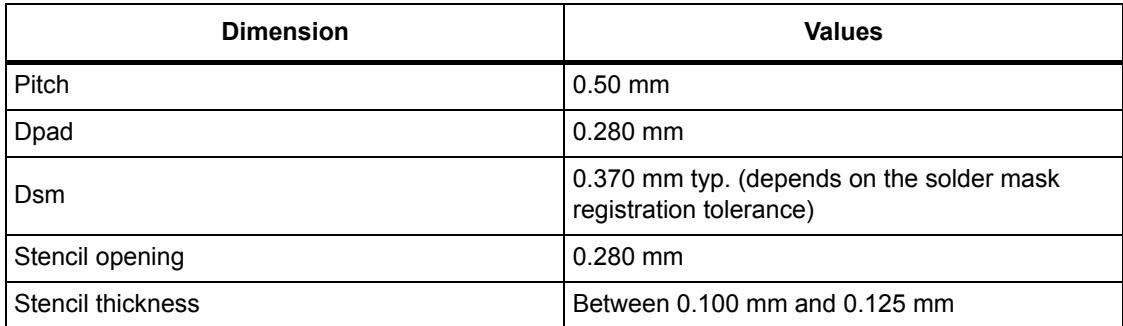 Dimension Values
Pitch 0.50 mm
Dpad 0.280 mm
Dsm 0.370 mm typ. (depends on the solder mask
registration tolerance)
Stencil opening 0.280 mm
Stencil thickness Between 0.100 mm and 0.125 mm